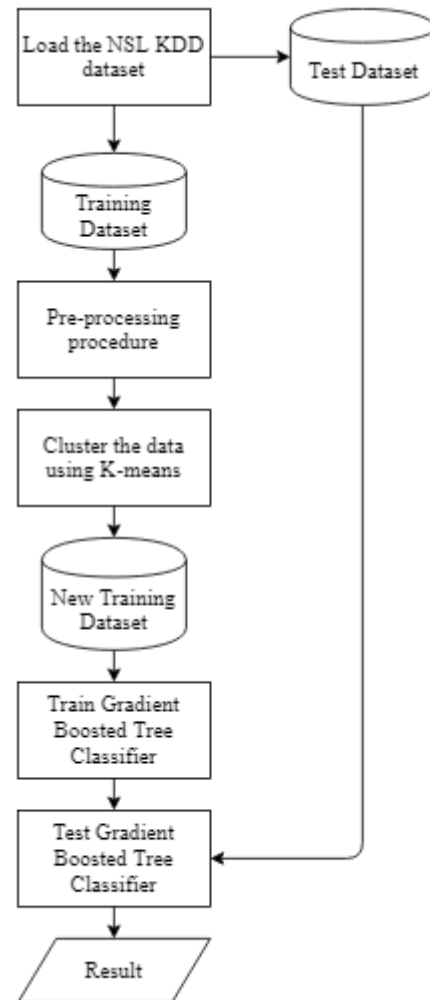 Load the NSL KDD
dataset
Test Dataset
Training
Dataset
Pre-processing
procedure
Cluster the data
using K-means
New Training
Dataset
Train Gradient
Boosted Tree
Classifier
Test Gradient
Boosted Tree
Classifier
Result